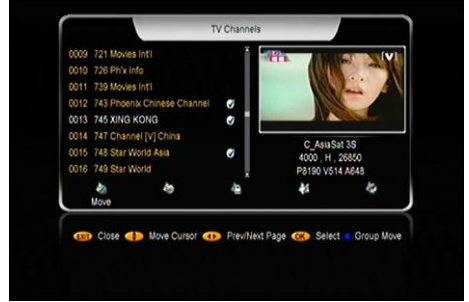 TV Channels
0009 721 Movies Int'l
0010 726 Ph'x Info
0011 739 Movies Int'l
0012 743 Phoenix Chinese Channel
0013 745 XING KONG
0014 747 Channel [V] China
0015 748 Star World Asia
0016 749 Star World
C_AsiaSat 3S
4000 , H , 26850
P8190 V514 A648
Move
EXIT Close Move Cursor Prev/Next Page OK Select Group Move